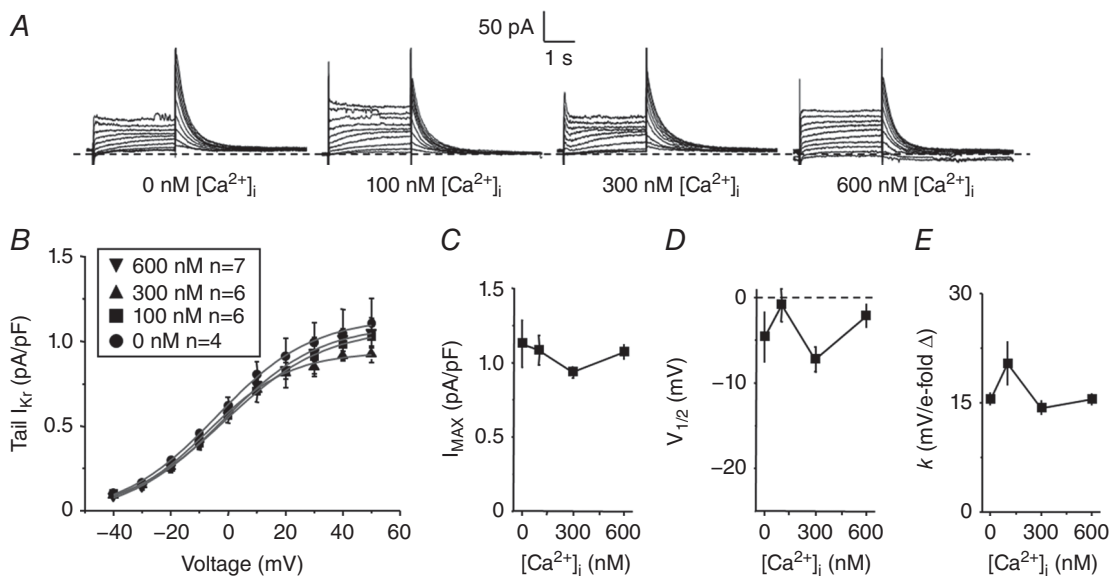 A
50 pA
1 s
0 nM [Ca²⁺]ᵢ
100 nM [Ca²⁺]ᵢ
300 nM [Ca²⁺]ᵢ
600 nM [Ca²⁺]ᵢ
B
Tail I_Kr (pA/pF)
1.5
1.0
0.5
0
600 nM n=7
300 nM n=6
100 nM n=6
0 nM n=4
−40 −20 0 20 40 60
Voltage (mV)
C
I_MAX (pA/pF)
1.5
1.0
0.5
0
0 300 600
[Ca²⁺]ᵢ (nM)
D
V_1/2 (mV)
0
−10
−20
0 300 600
[Ca²⁺]ᵢ (nM)
E
k (mV/e-fold Δ)
30
15
0
0 300 600
[Ca²⁺]ᵢ (nM)